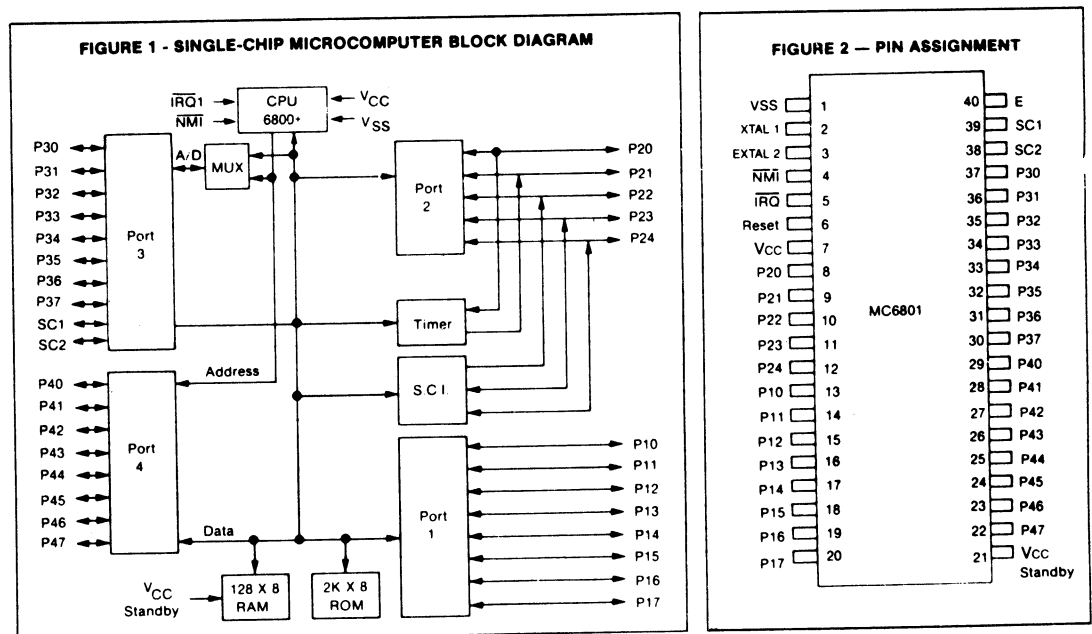 FIGURE 1 - SINGLE-CHIP MICROCOMPUTER BLOCK DIAGRAM
IRQ1
NMI
CPU
6800+
VCC
VSS
P30
P31
P32
P33
P34
P35
P36
P37
SC1
SC2
Port
3
A/D
MUX
Port
2
P20
P21
P22
P23
P24
Timer
S.C.I.
Address
P40
P41
P42
P43
P44
P45
P46
P47
Port
4
Data
Port
1
P10
P11
P12
P13
P14
P15
P16
P17
VCC
Standby
128 X 8
RAM
2K X 8
ROM
FIGURE 2 — PIN ASSIGNMENT
MC6801
VSS 1
XTAL 1 2
EXTAL 2 3
NMI 4
IRQ 5
Reset 6
VCC 7
P20 8
P21 9
P22 10
P23 11
P24 12
P10 13
P11 14
P12 15
P13 16
P14 17
P15 18
P16 19
P17 20
40 E
39 SC1
38 SC2
37 P30
36 P31
35 P32
34 P33
33 P34
32 P35
31 P36
30 P37
29 P40
28 P41
27 P42
26 P43
25 P44
24 P45
23 P46
22 P47
21 VCC
Standby